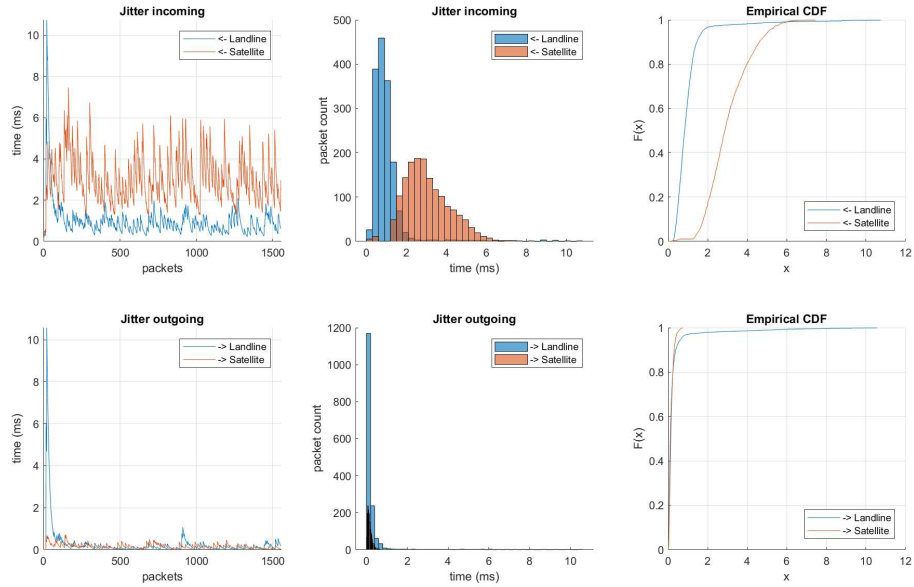 Jitter incoming
<- Landline
<- Satellite
10
8
6
4
2
0
0
500
1000
1500
time (ms)
packets
Jitter incoming
<- Landline
<- Satellite
500
400
300
200
100
0
0
2
4
6
8
10
packet count
time (ms)
Empirical CDF
1
0.8
0.6
0.4
0.2
0
0
2
4
6
8
10
12
F(x)
x
<- Landline
<- Satellite
Jitter outgoing
-> Landline
-> Satellite
10
8
6
4
2
0
0
500
1000
1500
time (ms)
packets
Jitter outgoing
-> Landline
-> Satellite
1200
1000
800
600
400
200
0
0
2
4
6
8
10
packet count
time (ms)
Empirical CDF
1
0.8
0.6
0.4
0.2
0
0
2
4
6
8
10
12
F(x)
x
-> Landline
-> Satellite